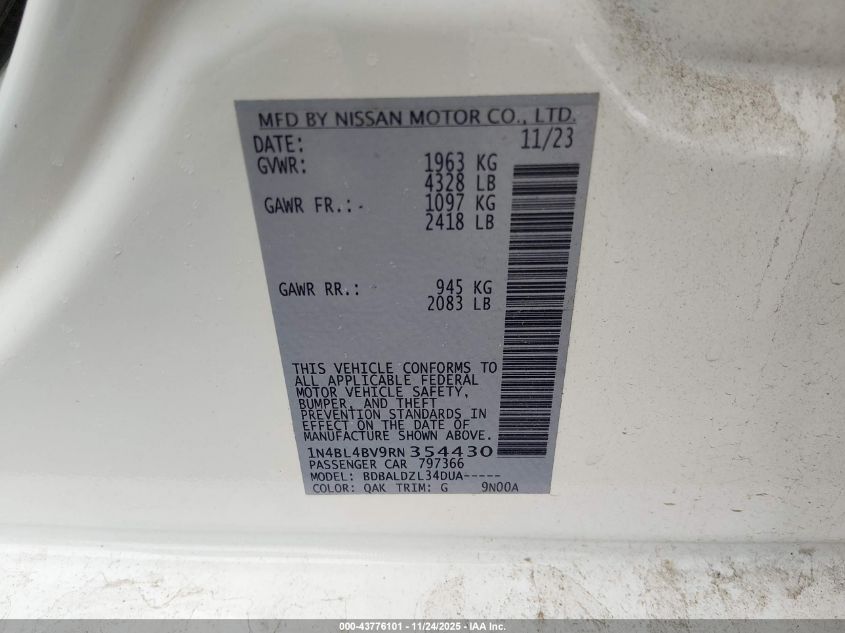 MFD BY NISSAN MOTOR CO., LTD.
DATE: 11/23
GVWR: 1963 KG
4328 LB
GAWR FR.:- 1097 KG
2418 LB
GAWR RR.: 945 KG
2083 LB
THIS VEHICLE CONFORMS TO
ALL APPLICABLE FEDERAL
MOTOR VEHICLE SAFETY,
BUMPER, AND THEFT
PREVENTION STANDARDS IN
EFFECT ON THE DATE OF
MANUFACTURE SHOWN ABOVE.
1N4BL4BV9RN354430
PASSENGER CAR 797366
MODEL: BDBALDZL34DUA-----
COLOR: QAK TRIM: G 9N00A
000-43776101 - 11/24/2025 - IAA Inc.